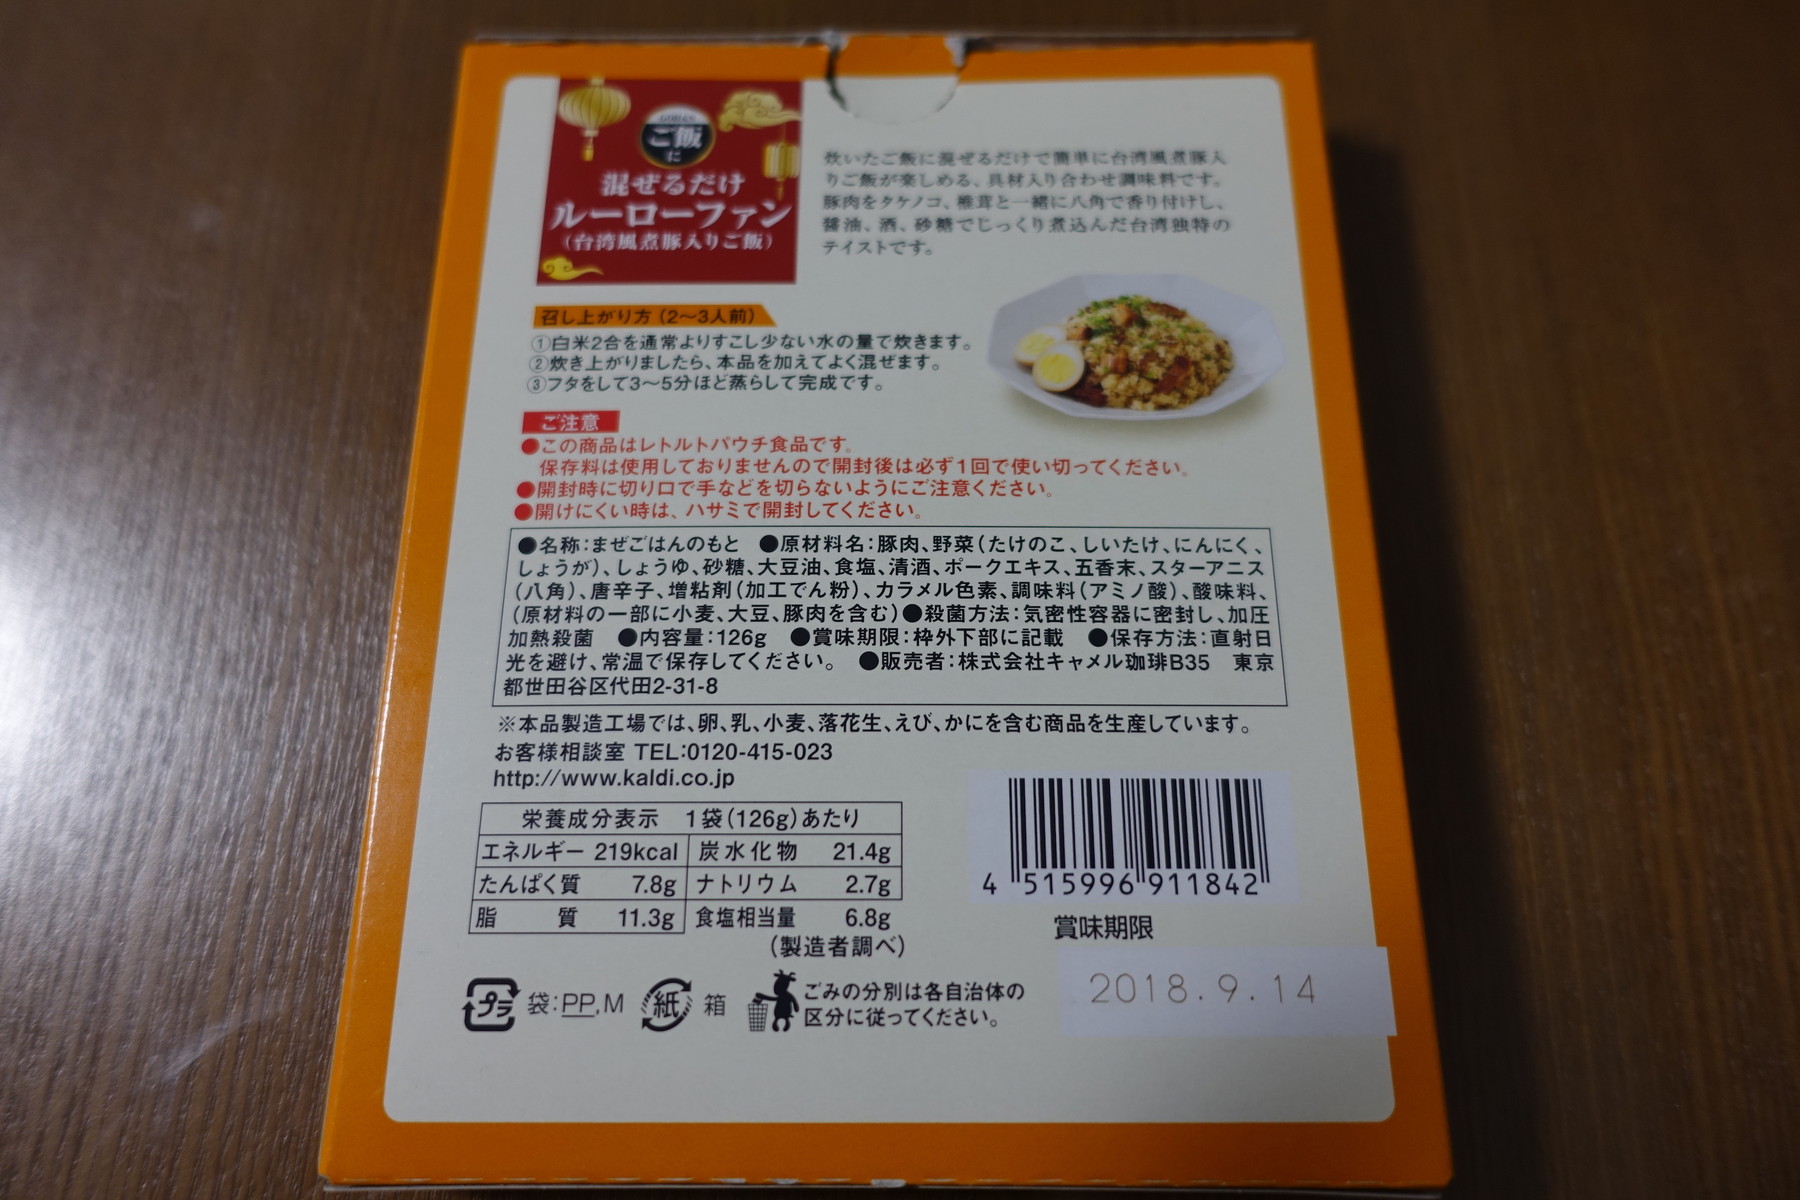 ご飯
に
混ぜるだけ
ルーローファン
（台湾風煮豚入りご飯）
炊いたご飯に混ぜるだけで簡単に台湾風煮豚入
りご飯が楽しめる、具材入り合わせ調味料です。
豚肉をタケノコ、椎茸と一緒に八角で香り付けし、
醤油、酒、砂糖でじっくり煮込んだ台湾独特の
テイストです。
召し上がり方（2〜3人前）
①白米2合を通常よりすこし少ない水の量で炊きます。
②炊き上がりましたら、本品を加えてよく混ぜます。
③フタをして3〜5分ほど蒸らして完成です。
ご注意
●この商品はレトルトパウチ食品です。
保存料は使用しておりませんので開封後は必ず1回で使い切ってください。
●開封時に切り口で手などを切らないようにご注意ください。
●開けにくい時は、ハサミで開封してください。
●名称：まぜごはんのもと ●原材料名：豚肉、野菜（たけのこ、しいたけ、にんにく、
しょうが）、しょうゆ、砂糖、大豆油、食塩、清酒、ポークエキス、五香末、スターアニス
（八角）、唐辛子、増粘剤（加工でん粉）、カラメル色素、調味料（アミノ酸）、酸味料、
（原材料の一部に小麦、大豆、豚肉を含む）●殺菌方法：気密性容器に密封し、加圧
加熱殺菌 ●内容量：126g ●賞味期限：枠外下部に記載 ●保存方法：直射日
光を避け、常温で保存してください。 ●販売者：株式会社キャメル珈琲B35 東京
都世田谷区代田2-31-8
※本品製造工場では、卵、乳、小麦、落花生、えび、かにを含む商品を生産しています。
お客様相談室 TEL:0120-415-023
http://www.kaldi.co.jp
栄養成分表示 1袋（126g）あたり
エネルギー 219kcal 炭水化物 21.4g
たんぱく質 7.8g ナトリウム 2.7g
脂質 11.3g 食塩相当量 6.8g
（製造者調べ）
4 515996 911842
賞味期限
2018.9.14
プラ 袋：PP,M 紙 箱 ごみの分別は各自治体の
区分に従ってください。